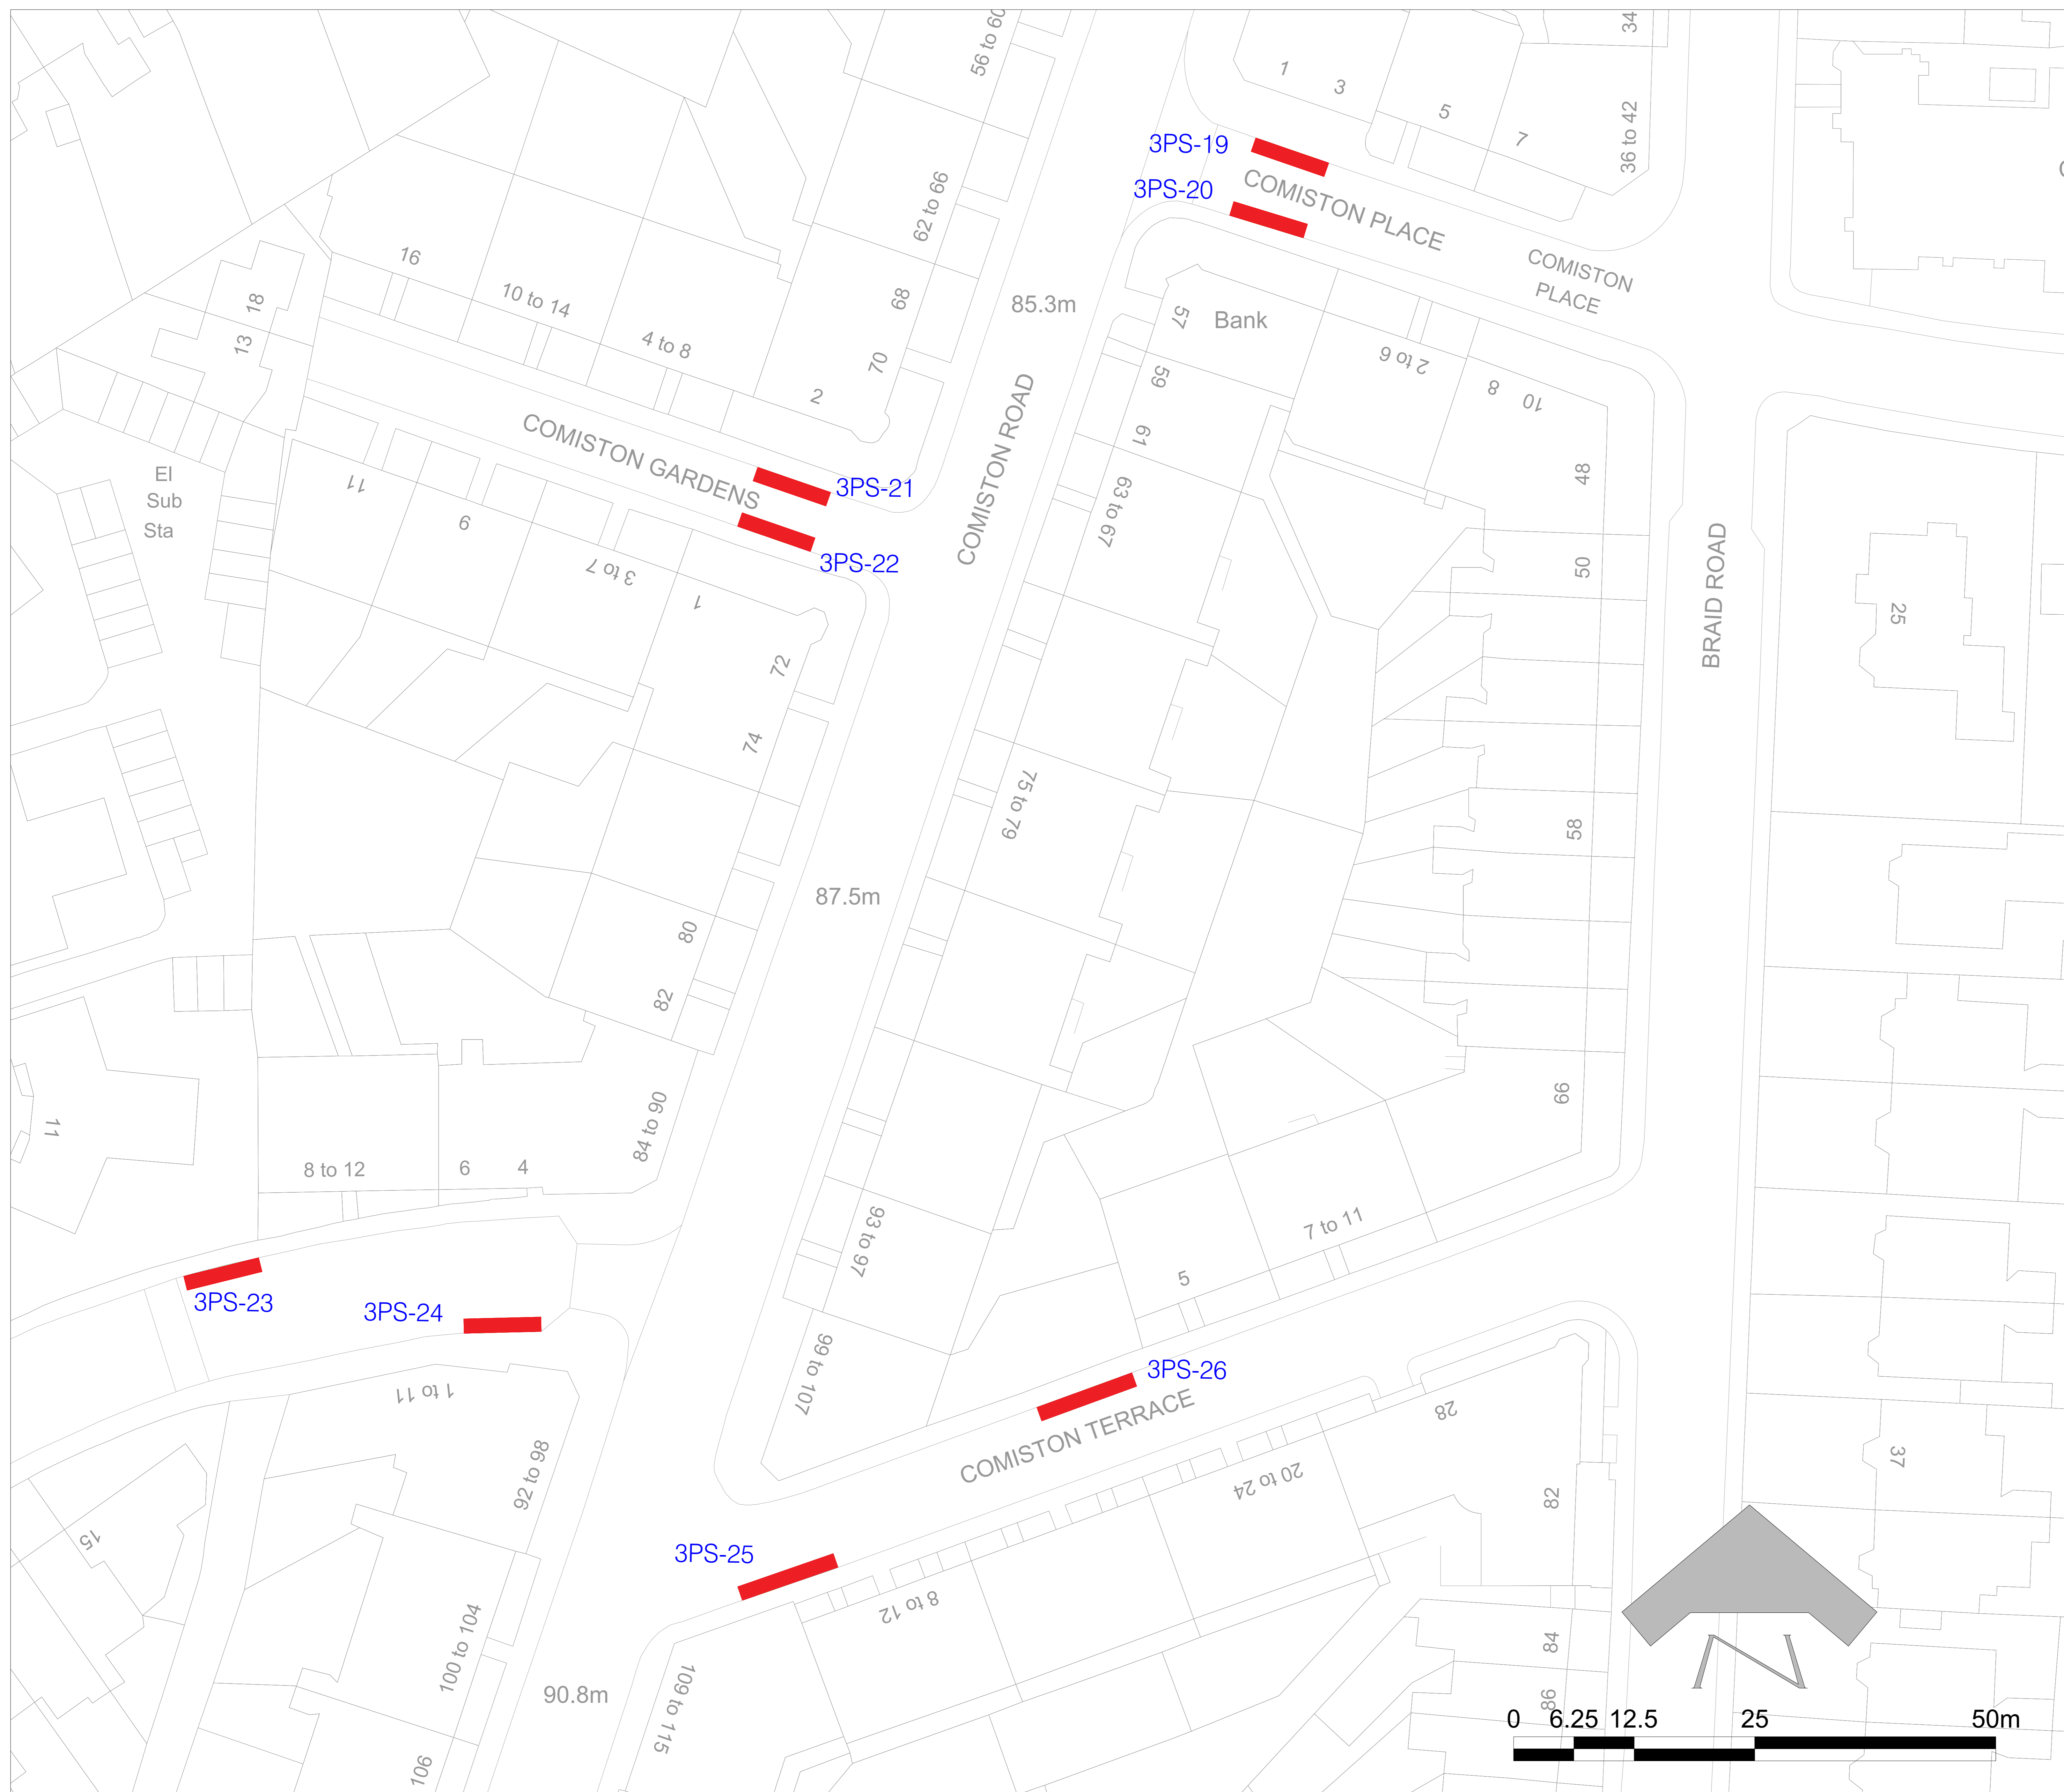 56 to 60
34
1
3
5
7
36 to 42
3PS-19
3PS-20
COMISTON PLACE
62 to 66
16
10 to 14
4 to 8
2
18
13
68
70
85.3m
57
Bank
59
61
63 to 67
COMISTON
PLACE
2 to 6
8
10
48
50
COMISTON GARDENS
3PS-21
3PS-22
COMISTON ROAD
BRAID ROAD
El
Sub
Sta
11
9
3 to 7
1
72
74
25
75 to 79
58
87.5m
80
82
84 to 90
66
11
8 to 12
6
4
93 to 97
7 to 11
5
3PS-23
3PS-24
99 to 107
3PS-26
COMISTON TERRACE
1 to 11
28
92 to 98
20 to 24
37
82
15
3PS-25
8 to 12
100 to 104
109 to 115
90.8m
84
86
106
N
0 6.25 12.5 25 50m